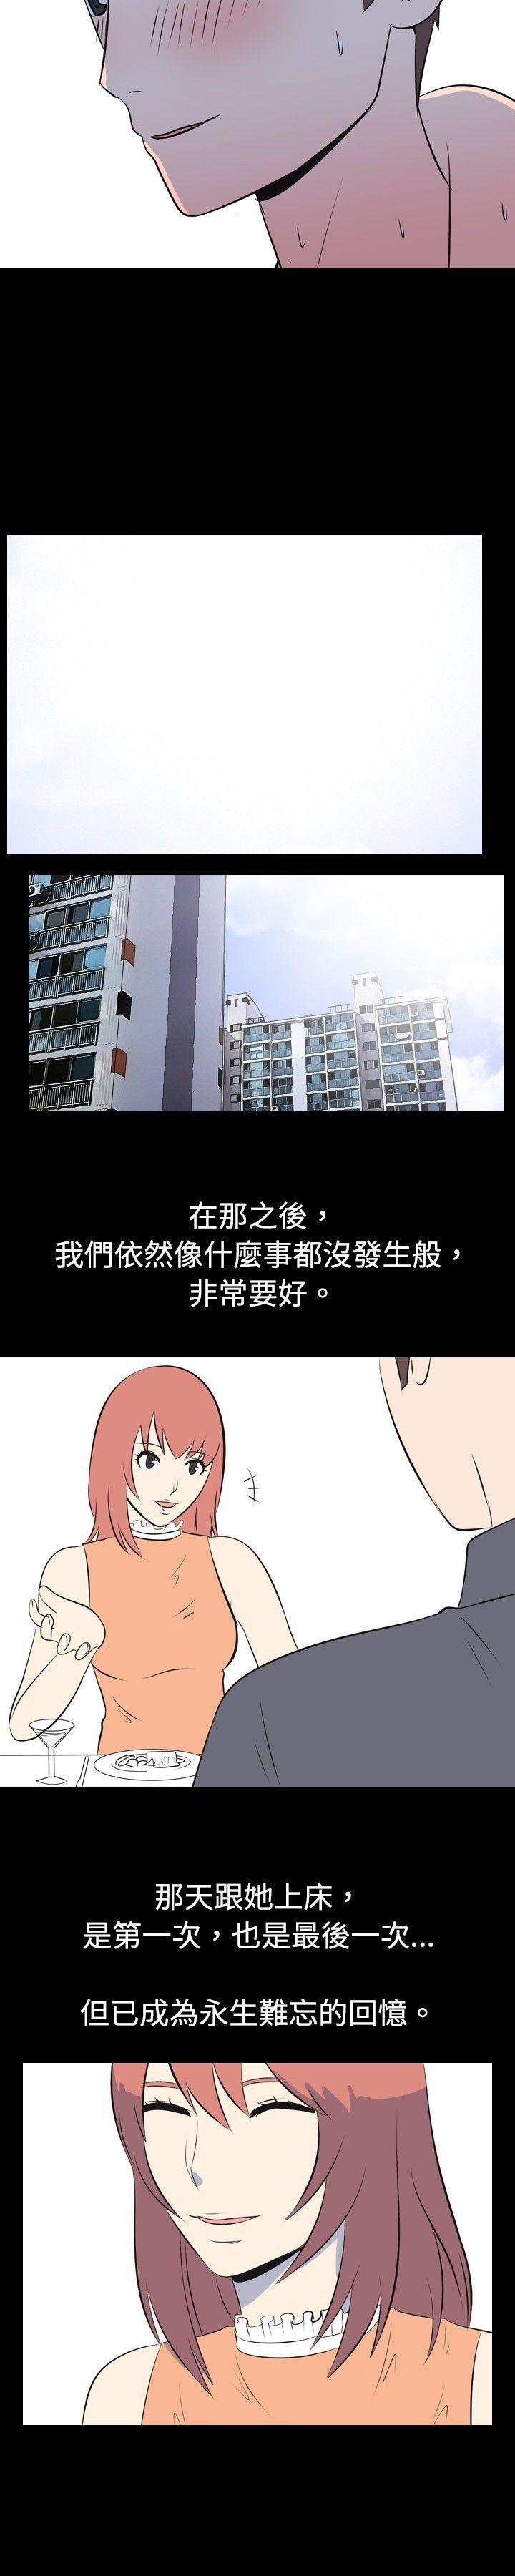 在那之後，
我們依然像什麼事都沒發生般，
非常要好。
那天跟她上床，
是第一次，也是最後一次...
但已成為永生難忘的回憶。